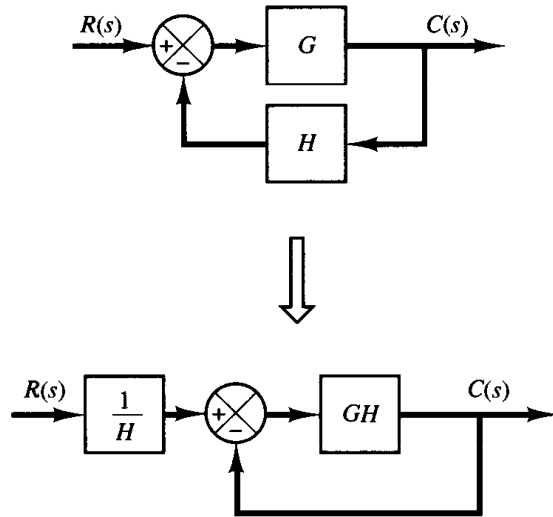 R(s) + − G C(s)
H
R(s) 1/H + − GH C(s)